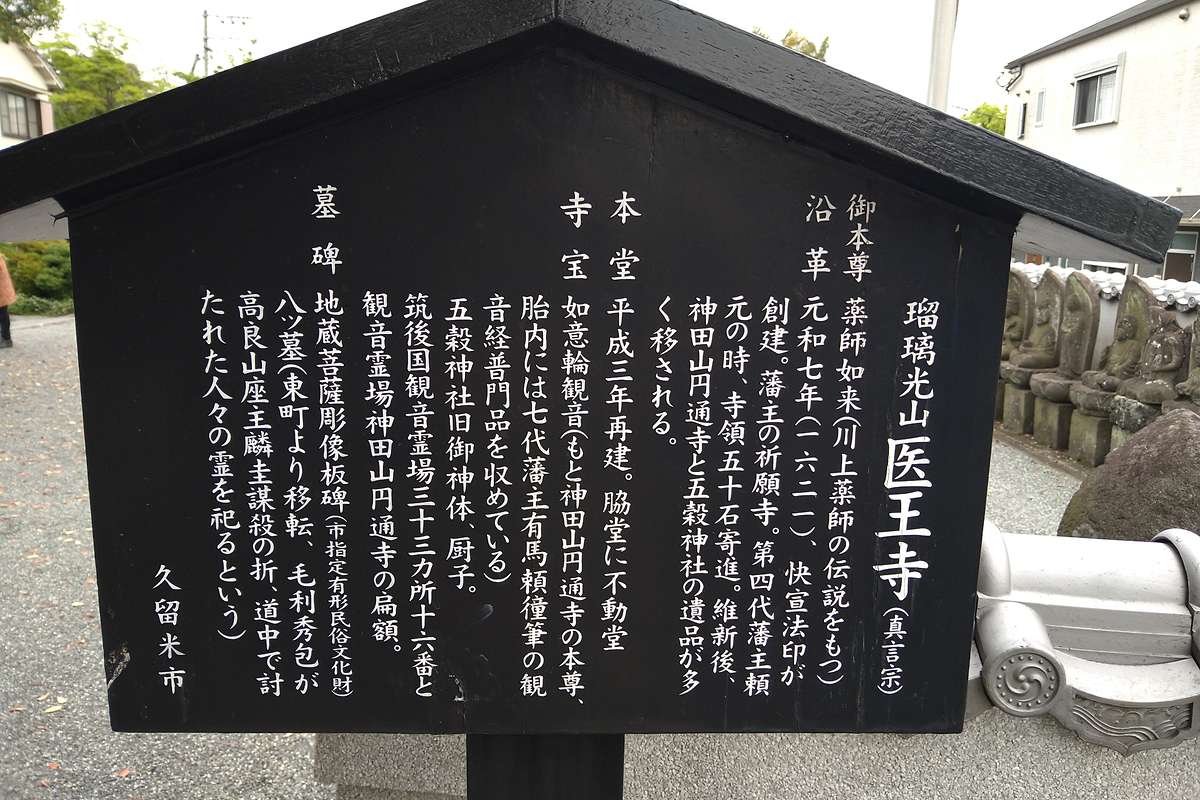 瑠璃光山 医王寺(真言宗)
御本尊 薬師如来(川上薬師の伝説をもつ)
沿革 元和七年(一六二一)、快宣法印が
創建。藩主の祈願寺。第四代藩主頼
元の時、寺領五十石寄進。維新後、
神田山円通寺と五穀神社の遺品が多
く移される。
本堂 平成三年再建。脇堂に不動堂
寺宝 如意輪観音(もと神田山円通寺の本尊、
胎内には七代藩主有馬頼徸筆の観
音経普門品を収めている)
五穀神社旧御神体、厨子。
筑後国観音霊場三十三カ所十六番と
観音霊場神田山円通寺の扁額。
墓碑 地蔵菩薩彫像板碑(市指定有形民俗文化財)
八ツ墓(東町より移転、毛利秀包が
高良山座主麟圭謀殺の折、道中で討
たれた人々の霊を祀るという)
久留米市